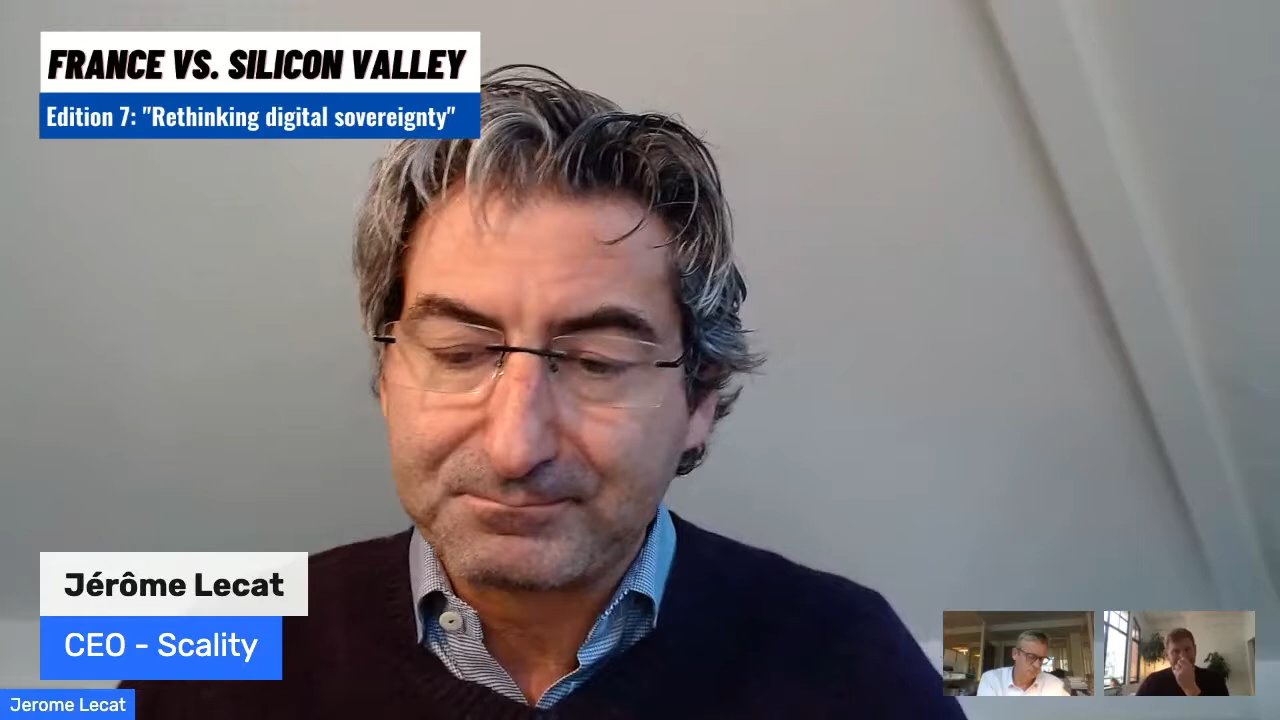 FRANCE VS. SILICON VALLEY
Edition 7: "Rethinking digital sovereignty"
Jérôme Lecat
CEO - Scality
Jerome Lecat